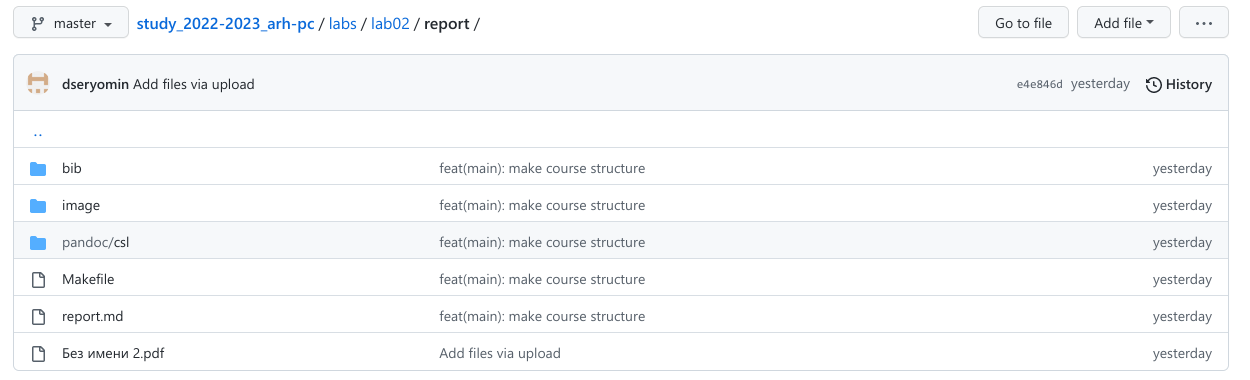 master study_2022-2023_arh-pc / labs / lab02 / report / Go to file Add file ...
dseryomin Add files via upload e4e846d yesterday History
..
bib feat(main): make course structure yesterday
image feat(main): make course structure yesterday
pandoc/csl feat(main): make course structure yesterday
Makefile feat(main): make course structure yesterday
report.md feat(main): make course structure yesterday
Без имени 2.pdf Add files via upload yesterday